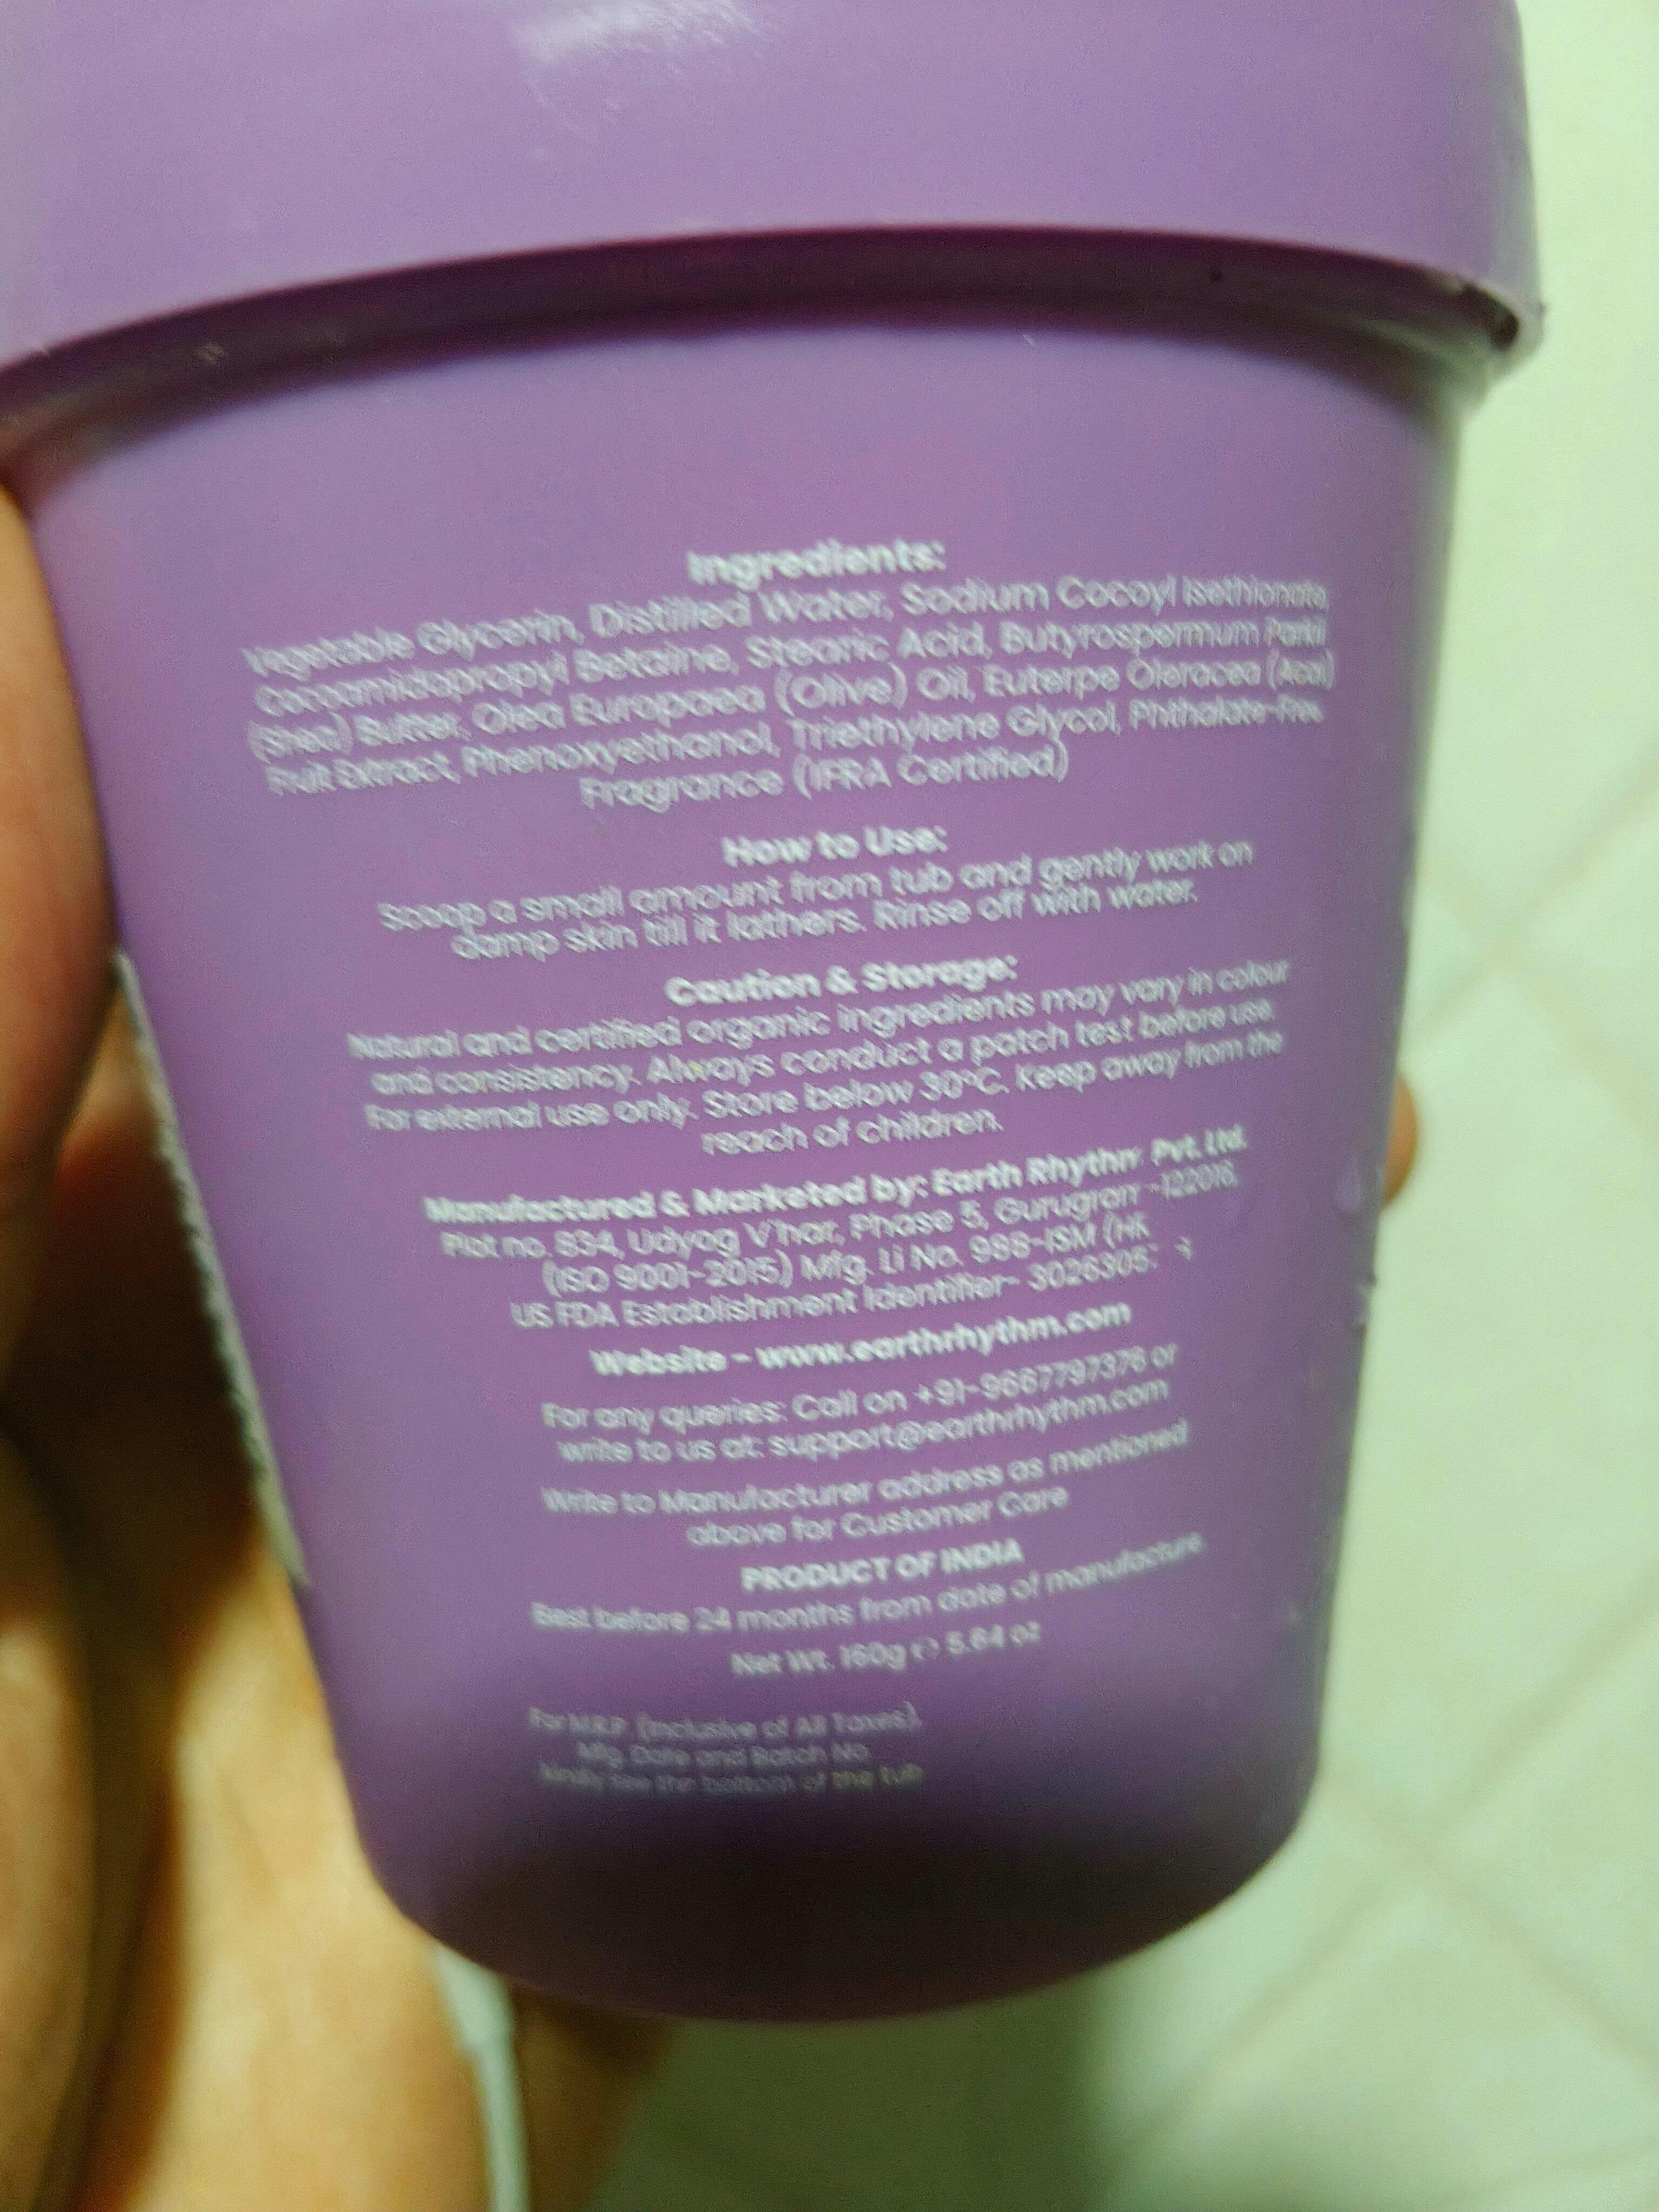 Ingredients:
Vegetable Glycerin, Distilled Water, Sodium Cocoyl Isethionate,
Cocoamidopropyl Betaine, Stearic Acid, Butyrospermum Parkii
(Shea) Butter, Olea Europaea (Olive) Oil, Euterpe Oleracea (Acai)
Fruit Extract, Phenoxyethanol, Triethylene Glycol, Phthalate-Free
Fragrance (IFRA Certified)
How to Use:
Scoop a small amount from tub and gently work on
damp skin till it lathers. Rinse off with water.
Caution & Storage:
Natural and certified organic ingredients may vary in colour
and consistency. Always conduct a patch test before use.
For external use only. Store below 30°C. Keep away from the
reach of children.
Manufactured & Marketed by: Earth Rhythm Pvt. Ltd.
Plot no. 834, Udyog V har, Phase 5, Gurugram -122016,
(ISO 9001-2015) Mfg. Li No. 988-ISM (HR
US FDA Establishment Identifier- 3026305
Website - www.earthrhythm.com
For any queries: Call on +91-9667797378 or
write to us at: support@earthrhythm.com
Write to Manufacturer address as mentioned
above for Customer Care
PRODUCT OF INDIA
Best before 24 months from date of manufacture.
Net Wt. 160g e 5.64 oz
For M.R.P. (Inclusive of All Taxes),
Mfg. Date and Batch No.
kindly see the bottom of the tub